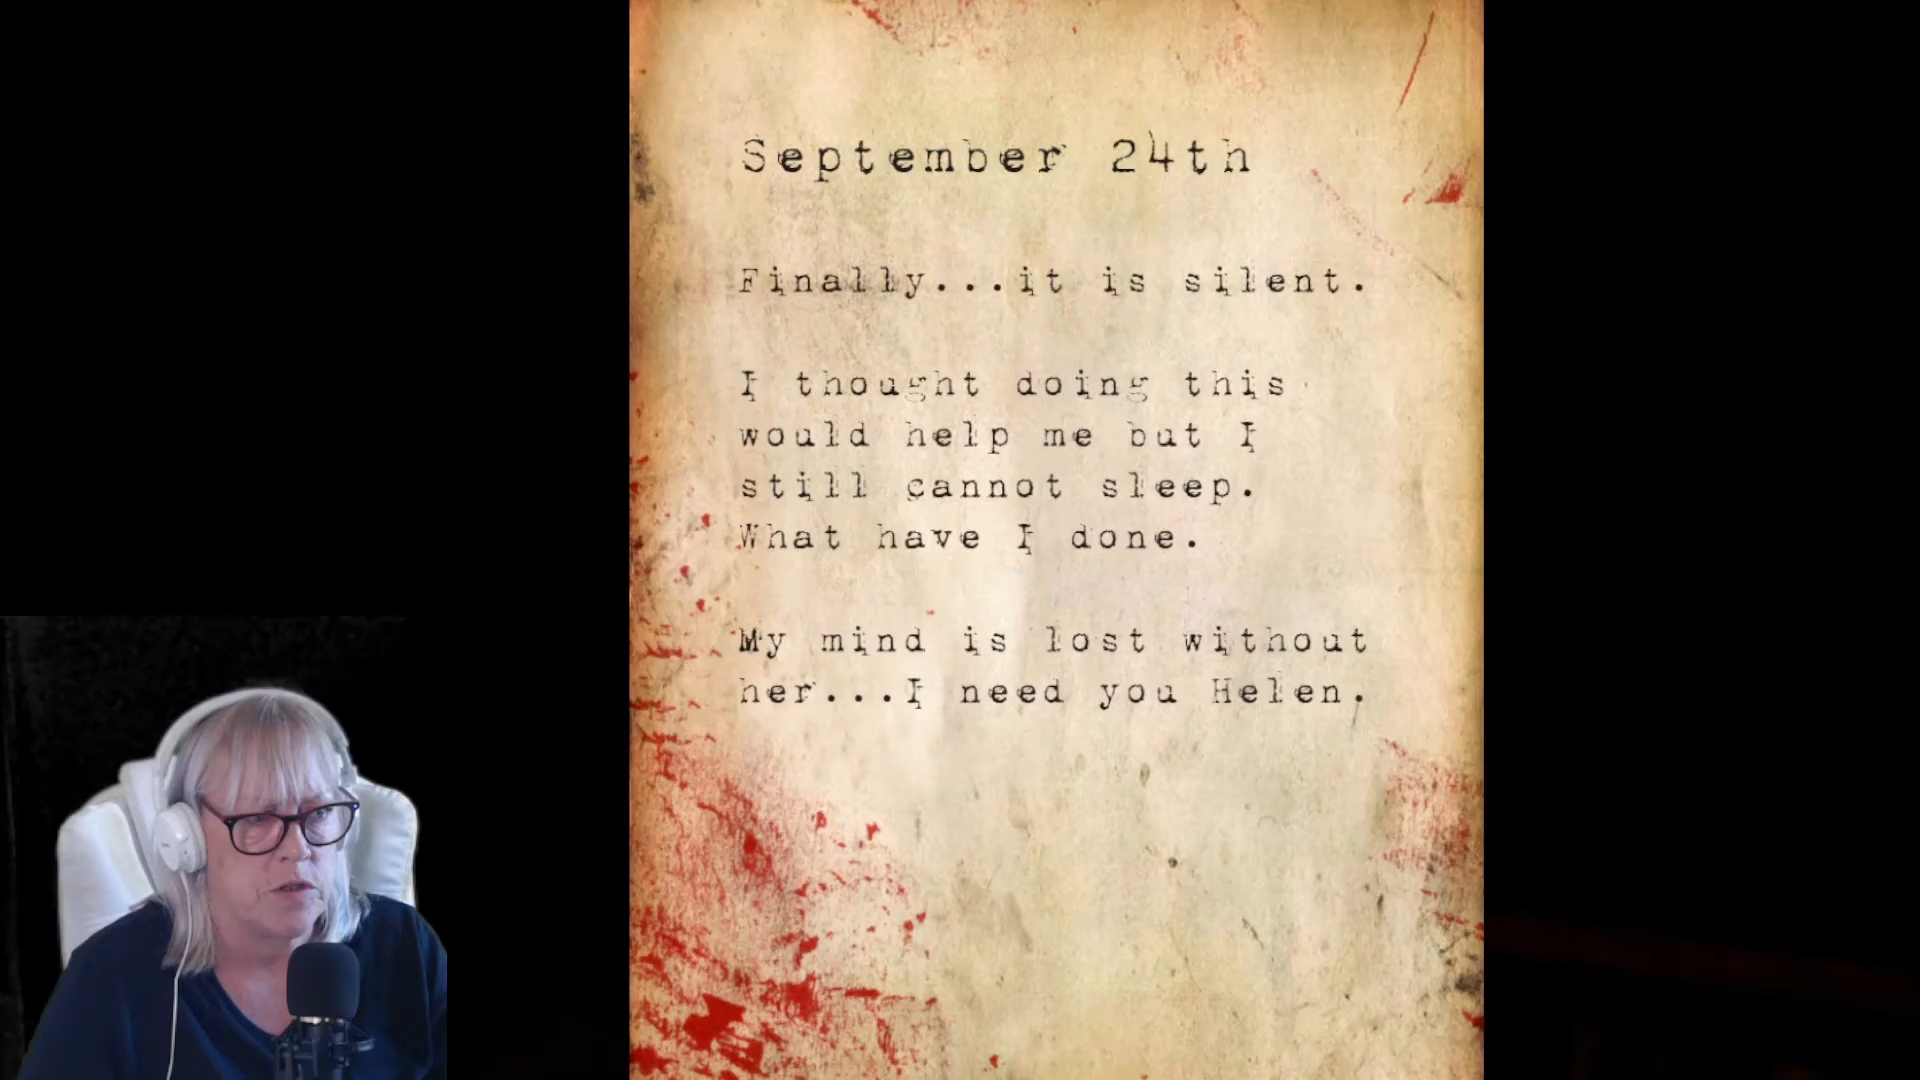 September 24th
Finally...it is silent.
I thought doing this
would help me but I
still cannot sleep.
What have I done.
My mind is lost without
her...I need you Helen.